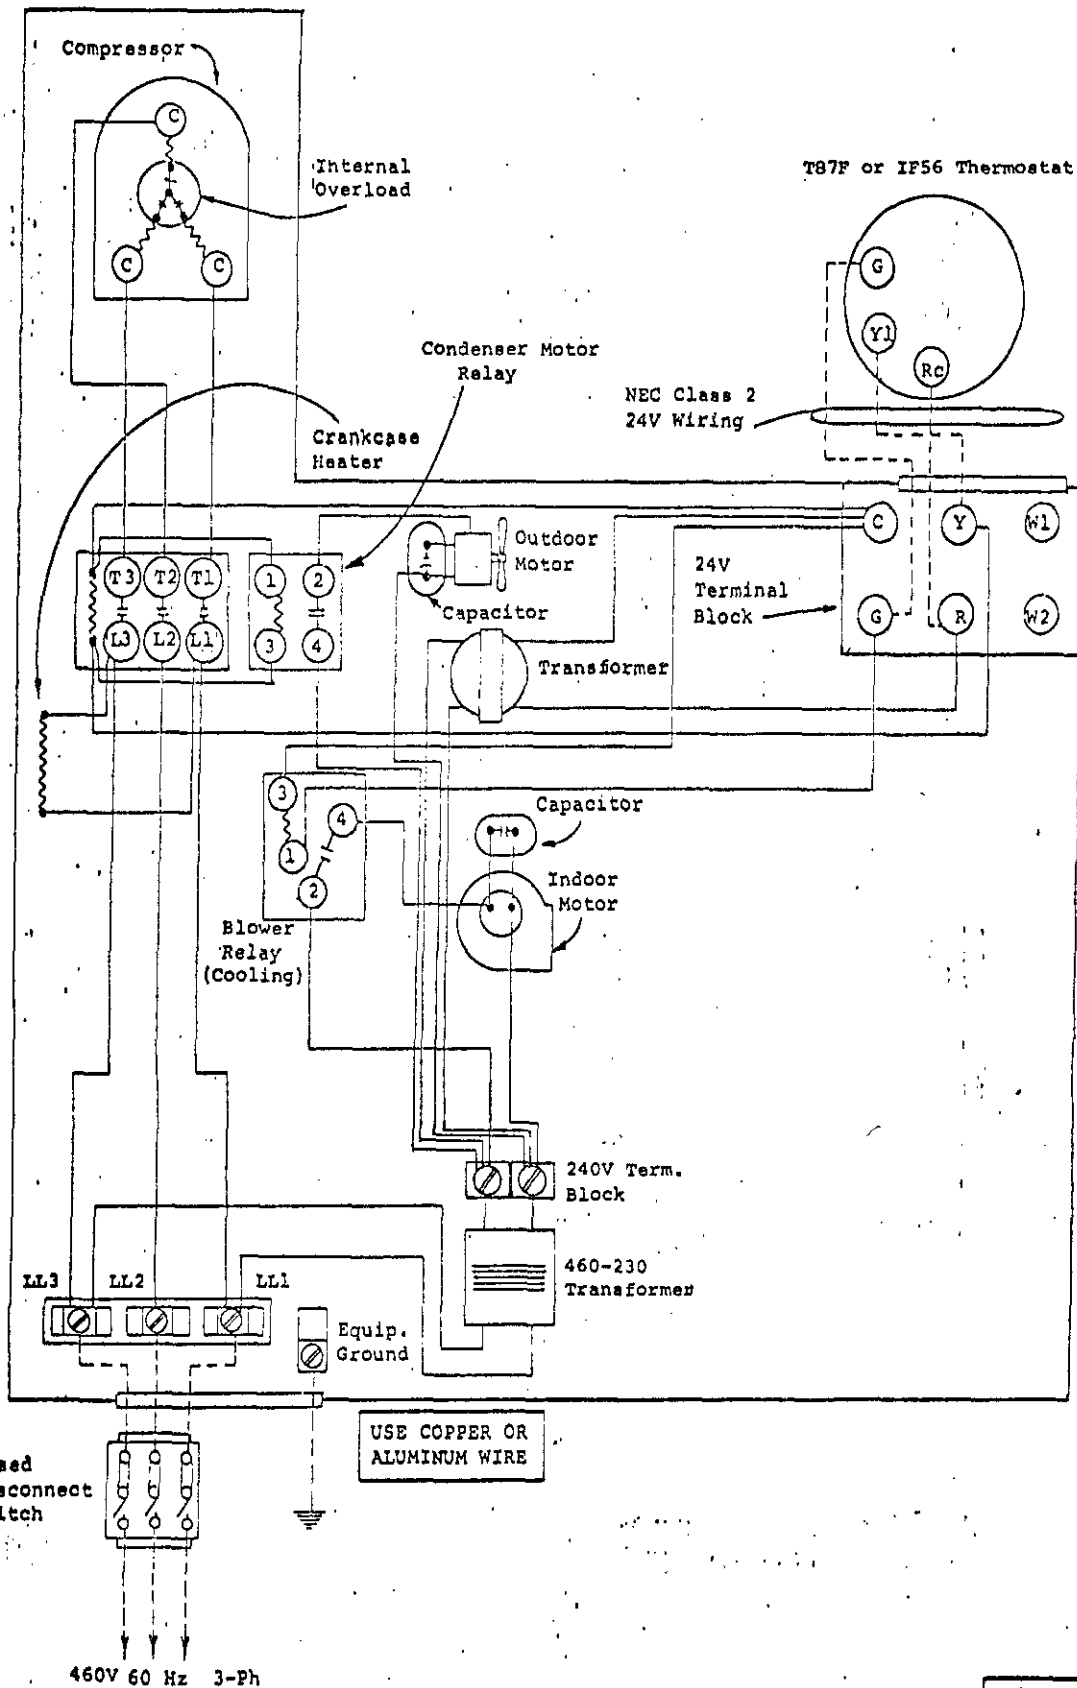 Compressor
C
Internal
Overload
C
C
T87F or IF56 Thermostat
G
Y1
Rc
NEC Class 2
24V Wiring
Condenser Motor
Relay
Crankcase
Heater
T3
T2
T1
L3
L2
L1
1
2
3
4
Outdoor
Motor
Capacitor
Transformer
24V
Terminal
Block
C
Y
W1
G
R
W2
3
4
1
2
Blower
Relay
(Cooling)
Capacitor
Indoor
Motor
240V Term.
Block
460-230
Transformer
LL3
LL2
LL1
Equip.
Ground
USE COPPER OR
ALUMINUM WIRE
sed
sconnect
itch
460V 60 Hz 3-Ph